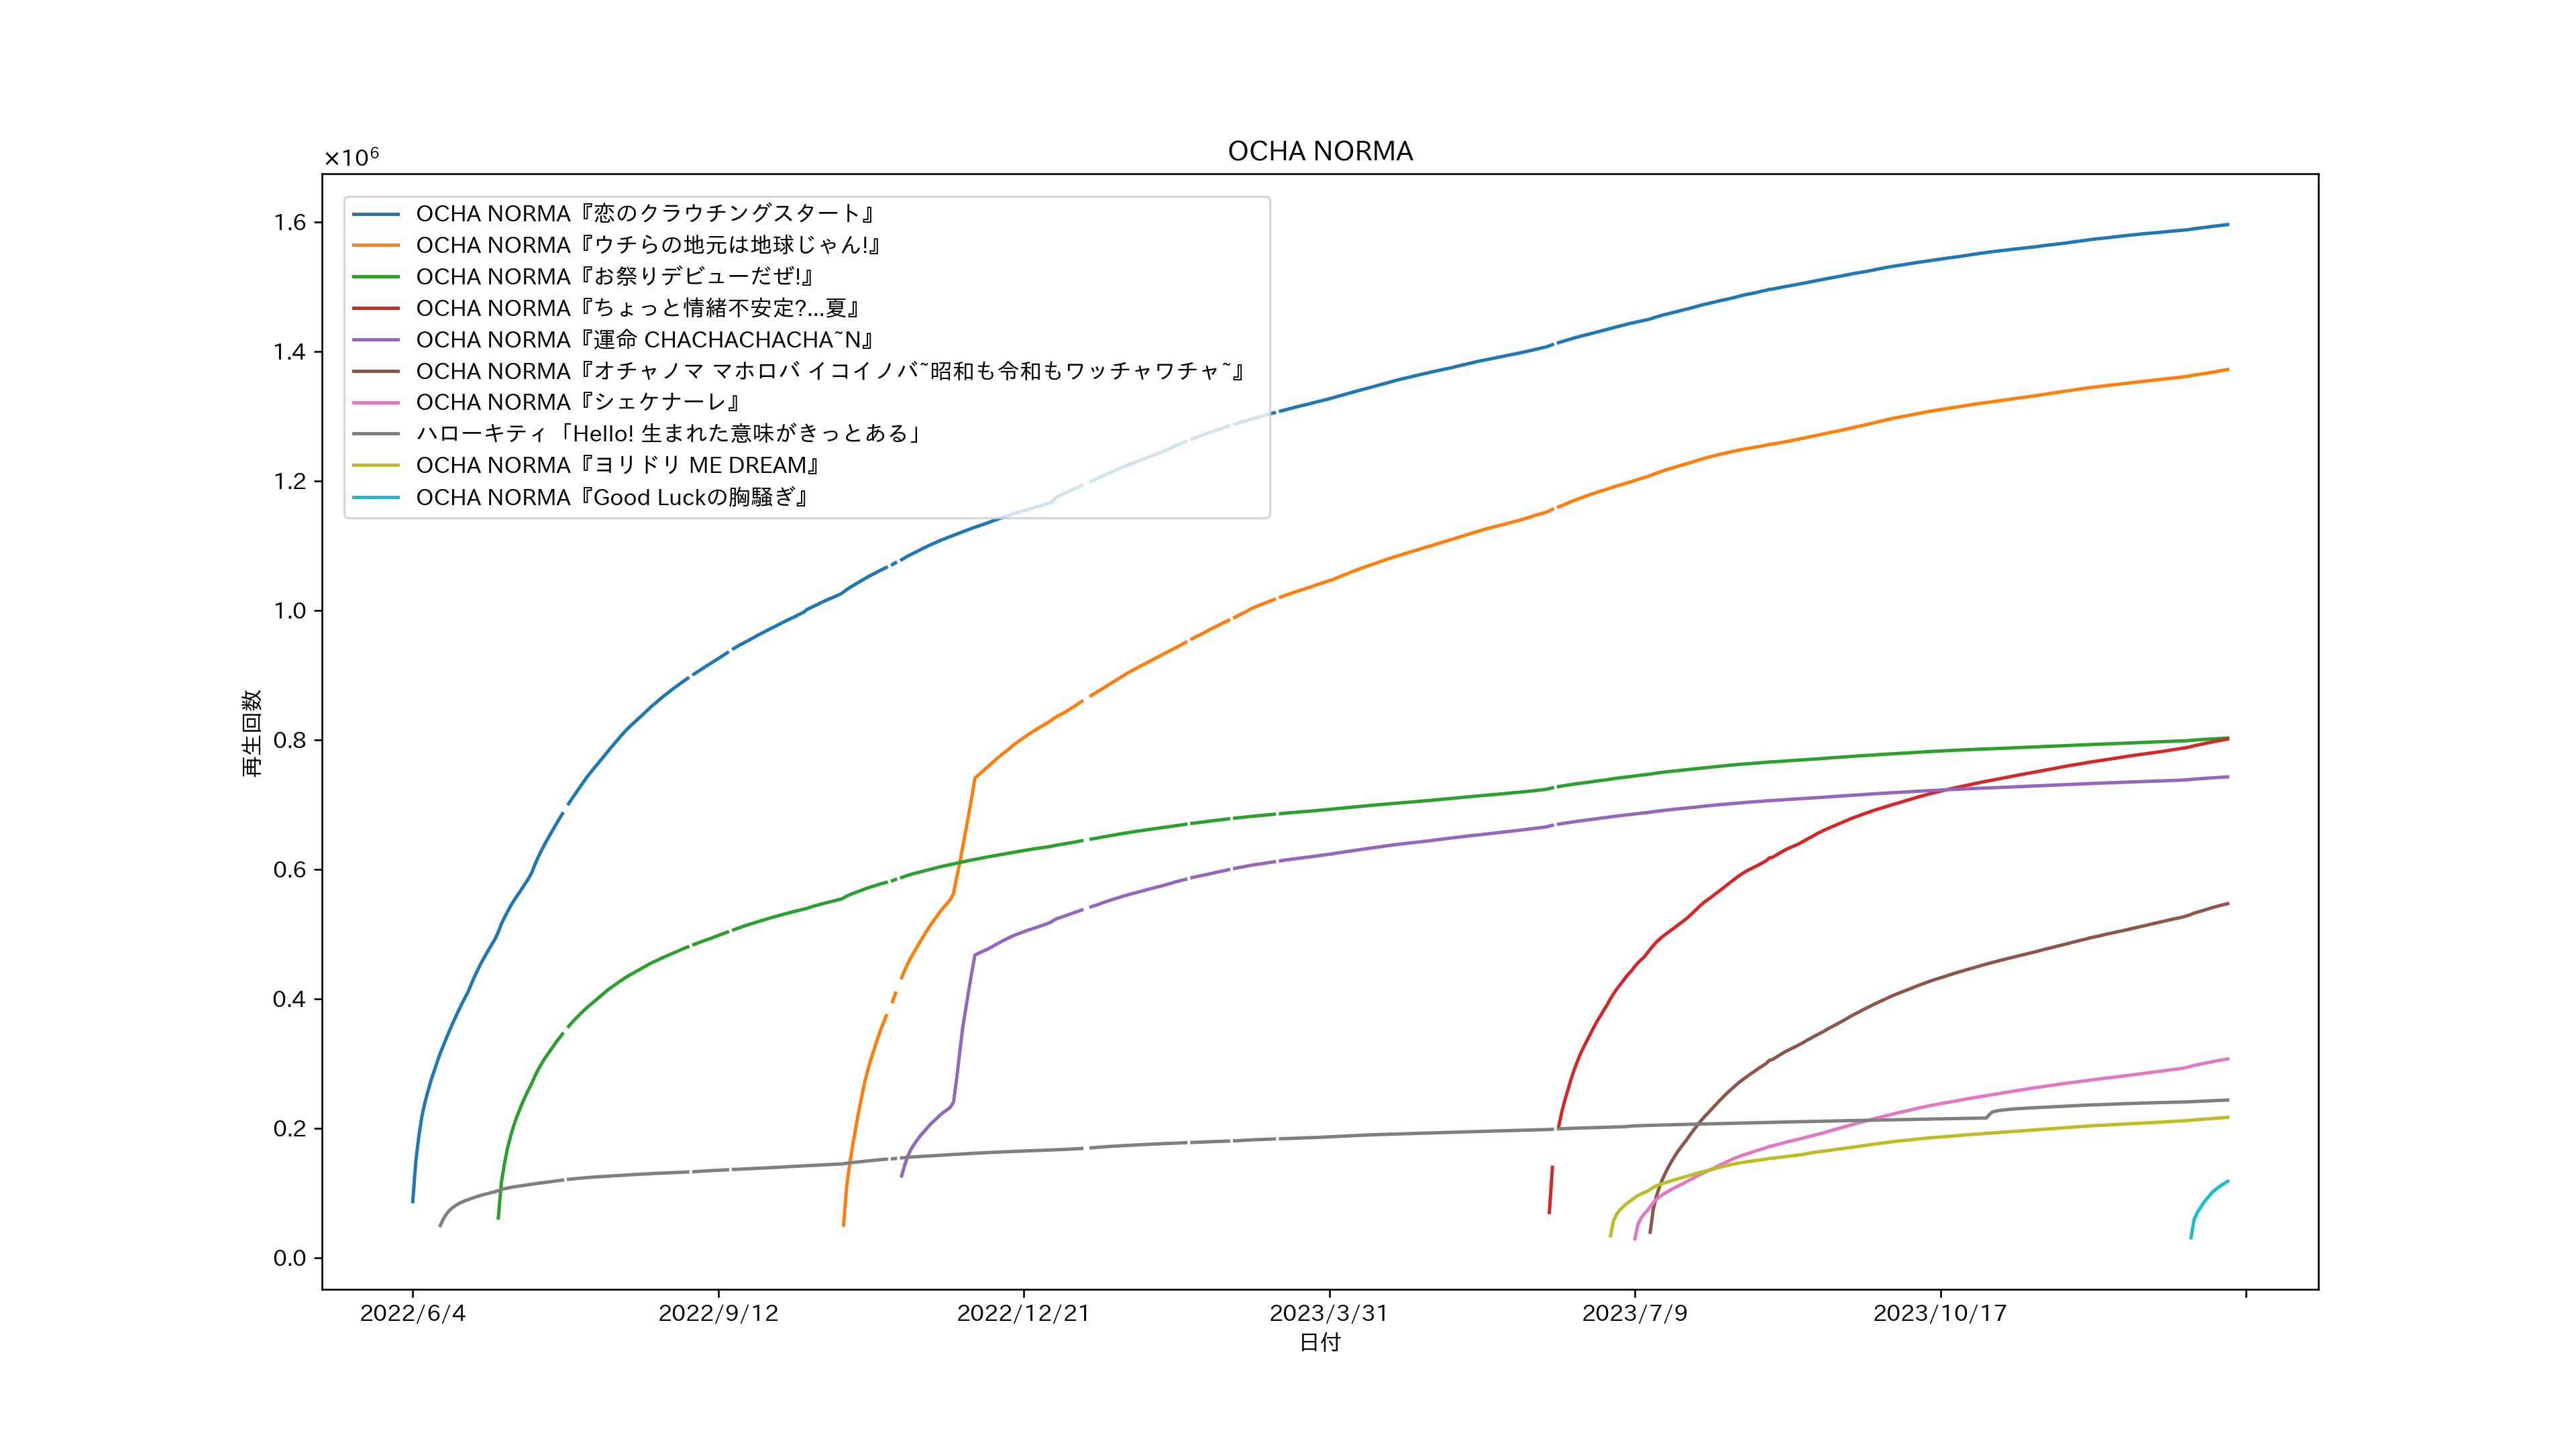 OCHA NORMA
×10⁶
1.6
1.4
1.2
1.0
0.8
0.6
0.4
0.2
0.0
再生回数
OCHA NORMA『恋のクラウチングスタート』
OCHA NORMA『ウチらの地元は地球じゃん!』
OCHA NORMA『お祭りデビューだぜ!』
OCHA NORMA『ちょっと情緒不安定?...夏』
OCHA NORMA『運命 CHACHACHACHA~N』
OCHA NORMA『オチャノマ マホロバ イコイノバ~昭和も令和もワッチャワチャ~』
OCHA NORMA『シェケナーレ』
ハローキティ「Hello! 生まれた意味がきっとある」
OCHA NORMA『ヨリドリ ME DREAM』
OCHA NORMA『Good Luckの胸騒ぎ』
2022/6/4
2022/9/12
2022/12/21
2023/3/31
2023/7/9
2023/10/17
日付